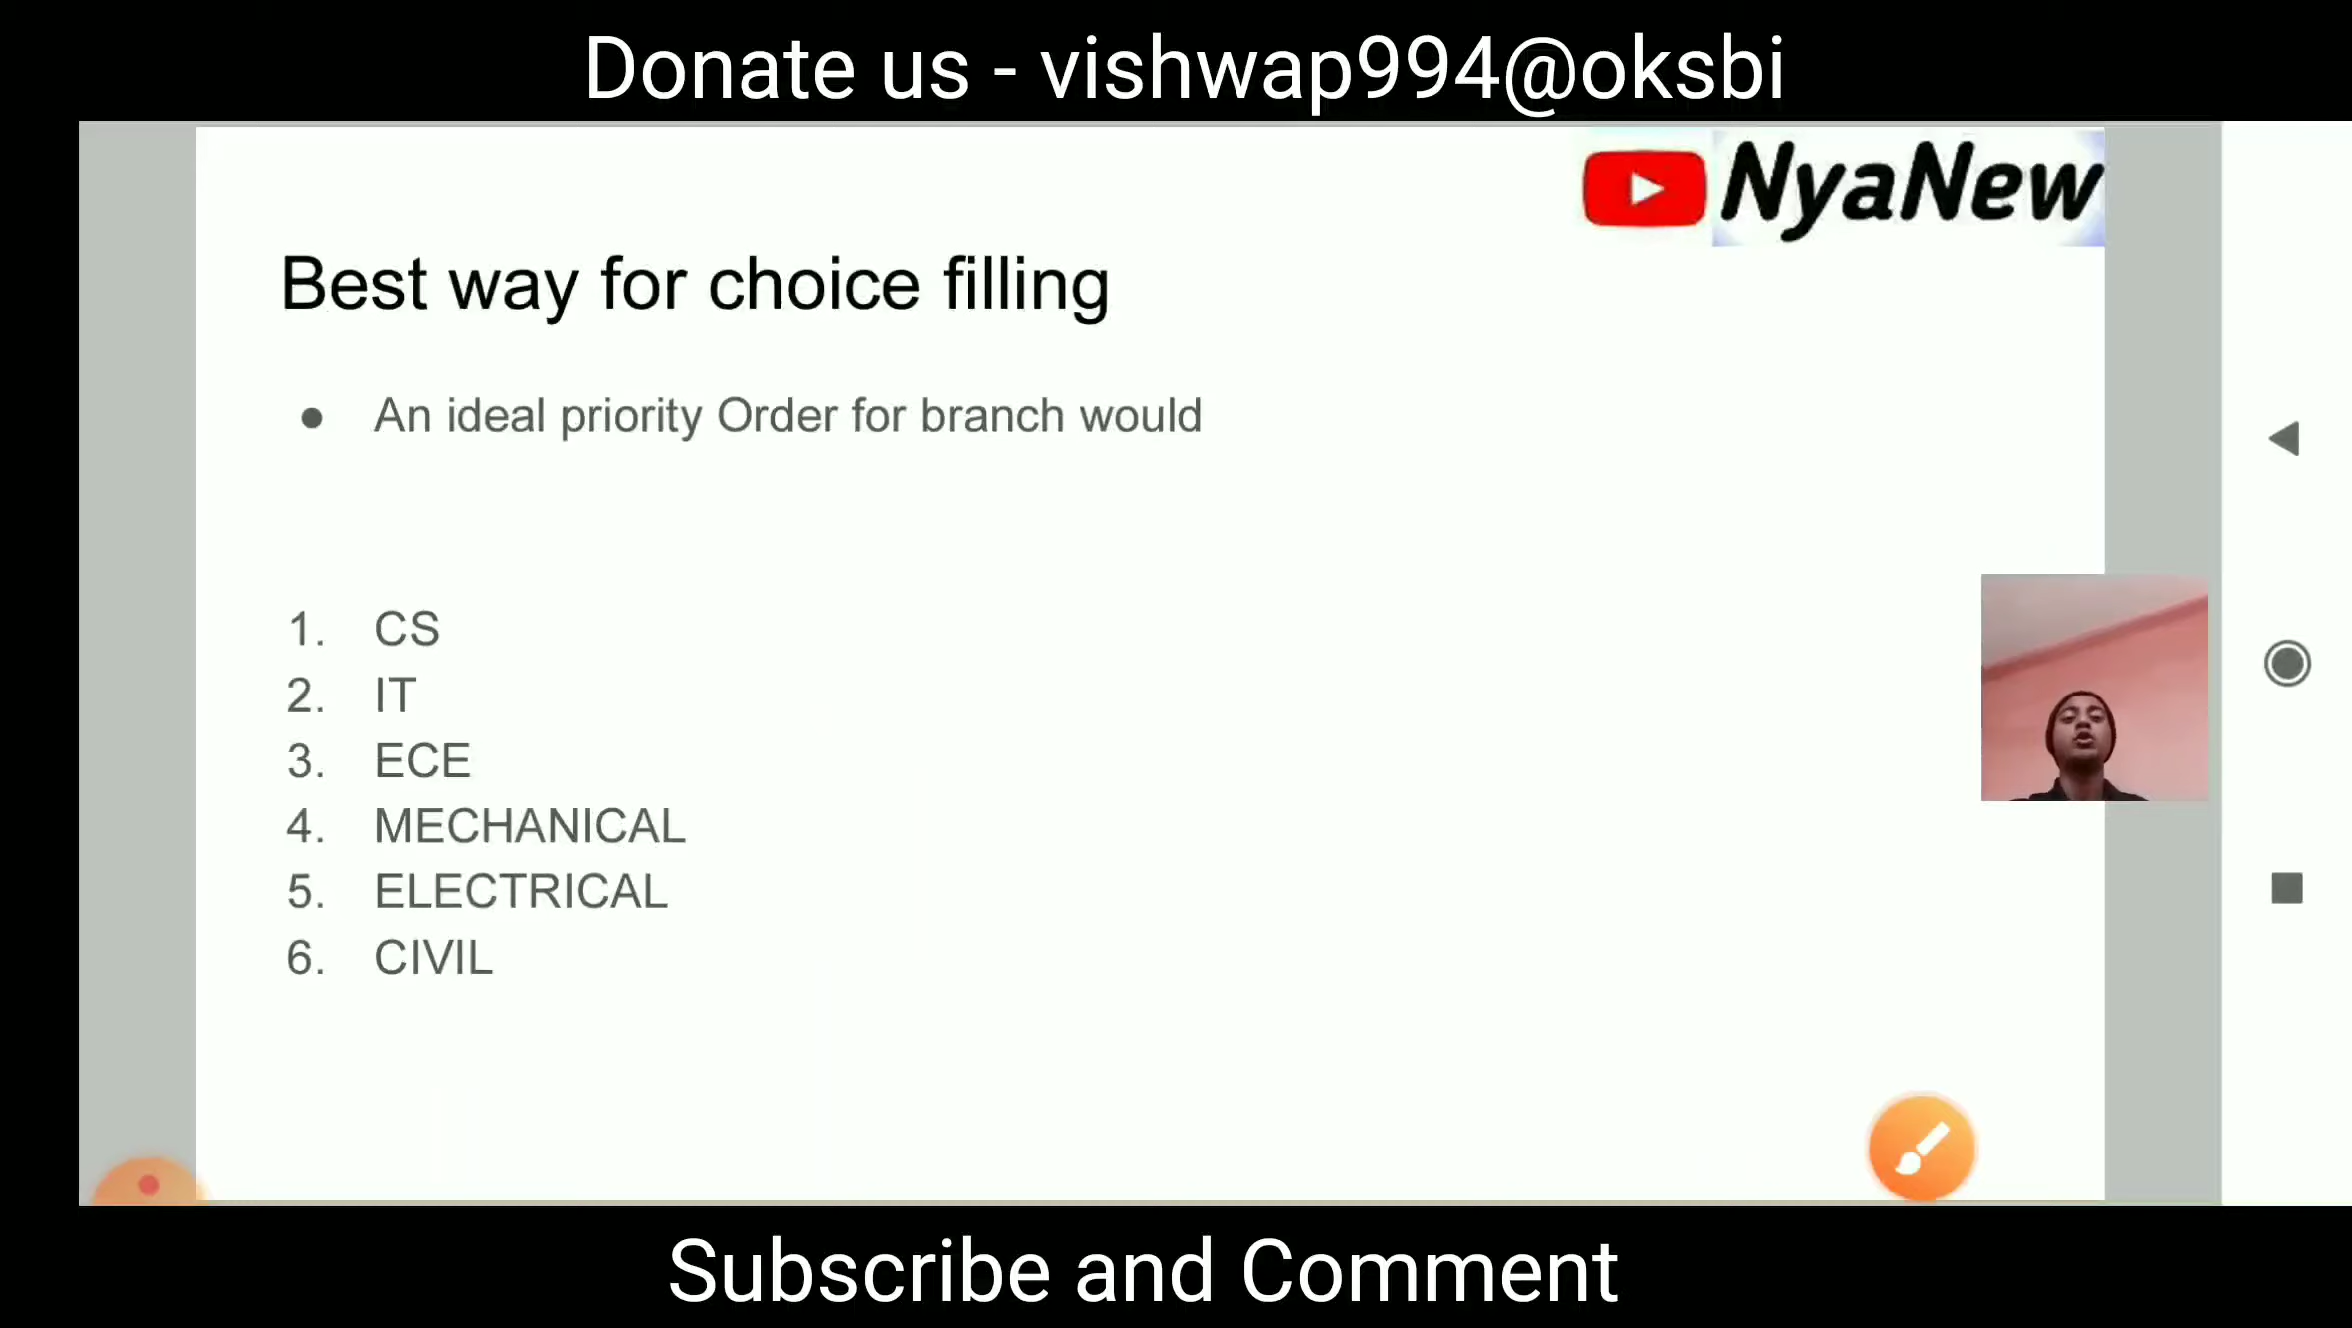 Donate us - vishwap994@oksbi
NyaNew
Best way for choice filling
● An ideal priority Order for branch would
1. CS
2. IT
3. ECE
4. MECHANICAL
5. ELECTRICAL
6. CIVIL
Subscribe and Comment